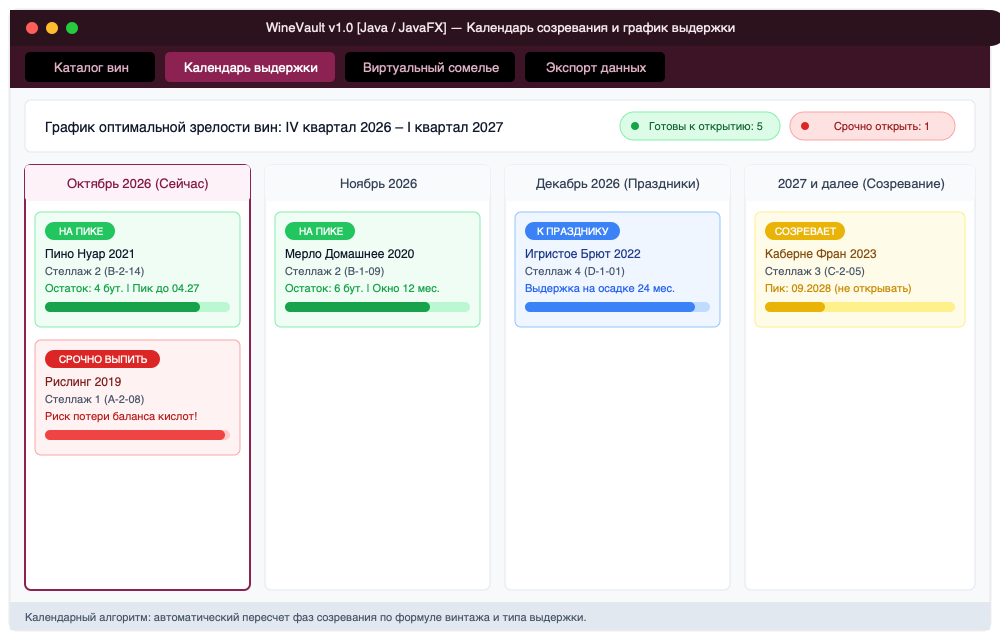 WineVault v1.0 [Java / JavaFX] — Календарь созревания и график выдержки
Каталог вин
Календарь выдержки
Виртуальный сомелье
Экспорт данных
График оптимальной зрелости вин: IV квартал 2026 – I квартал 2027
Готовы к открытию: 5
Срочно открыть: 1
Октябрь 2026 (Сейчас)
НА ПИКЕ
Пино Нуар 2021
Стеллаж 2 (B-2-14)
Остаток: 4 бут. | Пик до 04.27
СРОЧНО ВЫПИТЬ
Рислинг 2019
Стеллаж 1 (A-2-08)
Риск потери баланса кислот!
Ноябрь 2026
НА ПИКЕ
Мерло Домашнее 2020
Стеллаж 2 (B-1-09)
Остаток: 6 бут. | Окно 12 мес.
Декабрь 2026 (Праздники)
К ПРАЗДНИКУ
Игристое Брют 2022
Стеллаж 4 (D-1-01)
Выдержка на осадке 24 мес.
2027 и далее (Созревание)
СОЗРЕВАЕТ
Каберне Фран 2023
Стеллаж 3 (C-2-05)
Пик: 09.2028 (не открывать)
Календарный алгоритм: автоматический пересчет фаз созревания по формуле винтажа и типа выдержки.